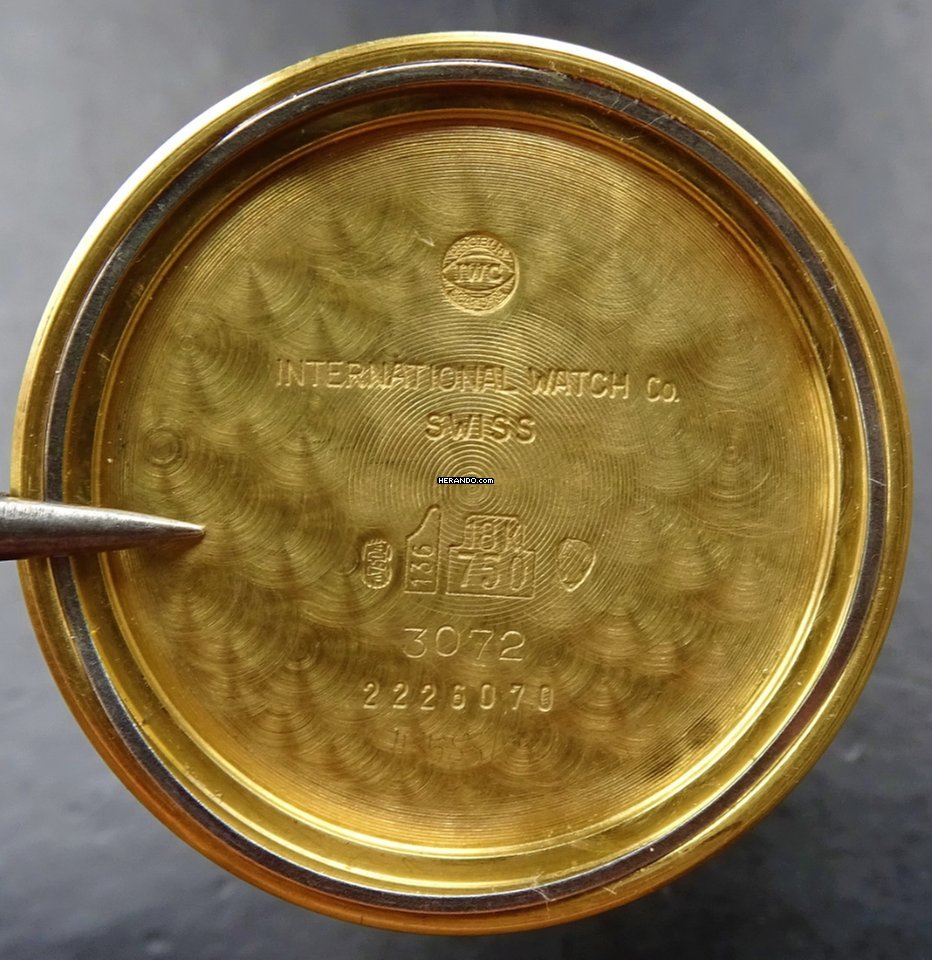 IWC
INTERNATIONAL WATCH Co.
SWISS
HERANDO.com
136 18K
750
3072
2226070